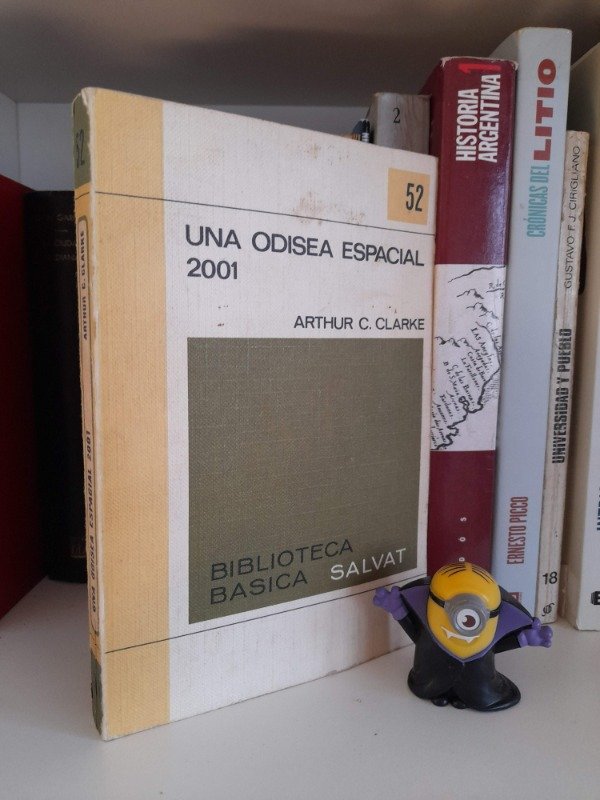 52
UNA ODISEA ESPACIAL
2001
ARTHUR C. CLARKE
BIBLIOTECA
BASICA SALVAT
52
ARTHUR C. CLARKE
UNA ODISEA ESPACIAL 2001
2
HISTORIA
ARGENTINA 1
CRÓNICAS DEL LITIO
ERNESTO PICCO
GUSTAVO F. J. CIRIGLIANO
UNIVERSIDAD Y PUEBLO
18